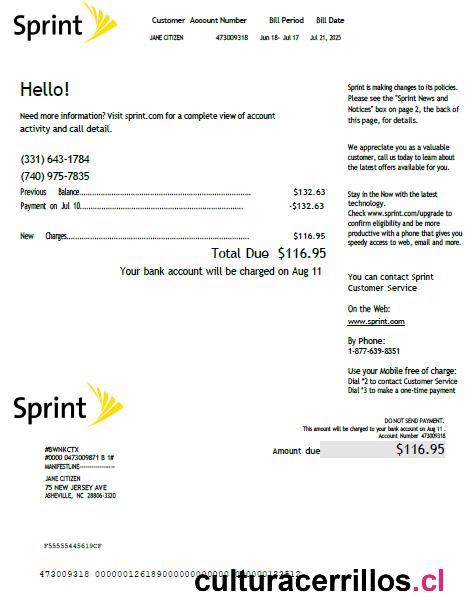 Sprint
Customer Account Number Bill Period Bill Date
JANE CITIZEN 473009318 Jun 18- Jul 17 Jul 21, 2025
Hello!
Need more information? Visit sprint.com for a complete view of account
activity and call detail.
(331) 643-1784
(740) 975-7835
Previous Balance........ $132.63
Payment on Jul 10........ -$132.63
New Charges........ $116.95
Total Due $116.95
Your bank account will be charged on Aug 11
Sprint is making changes to its policies.
Please see the "Sprint News and
Notices" box on page 2, the back of
this page, for details.
We appreciate you as a valuable
customer, call us today to learn about
the latest offers available for you.
Stay in the Now with the latest
technology.
Check www.sprint.com/upgrade to
confirm eligibility and be more
productive with a phone that gives you
speedy access to web, email and more.
You can contact Sprint
Customer Service
On the Web:
www.sprint.com
By Phone:
1-877-639-8351
Use your Mobile free of charge:
Dial *2 to contact Customer Service
Dial *3 to make a one-time payment
Sprint
DO NOT SEND PAYMENT.
This amount will be charged to your bank account on Aug 11 .
Account Number 473009318
Amount due $116.95
#BWNKCTX
#0000 0473009871 B 1#
MANIFESTLINE-----------------
JANE CITIZEN
75 NEW JERSEY AVE
ASHEVILLE, NC 28806-3320
F55555445619CF
473009318
culturacerrillos.cl